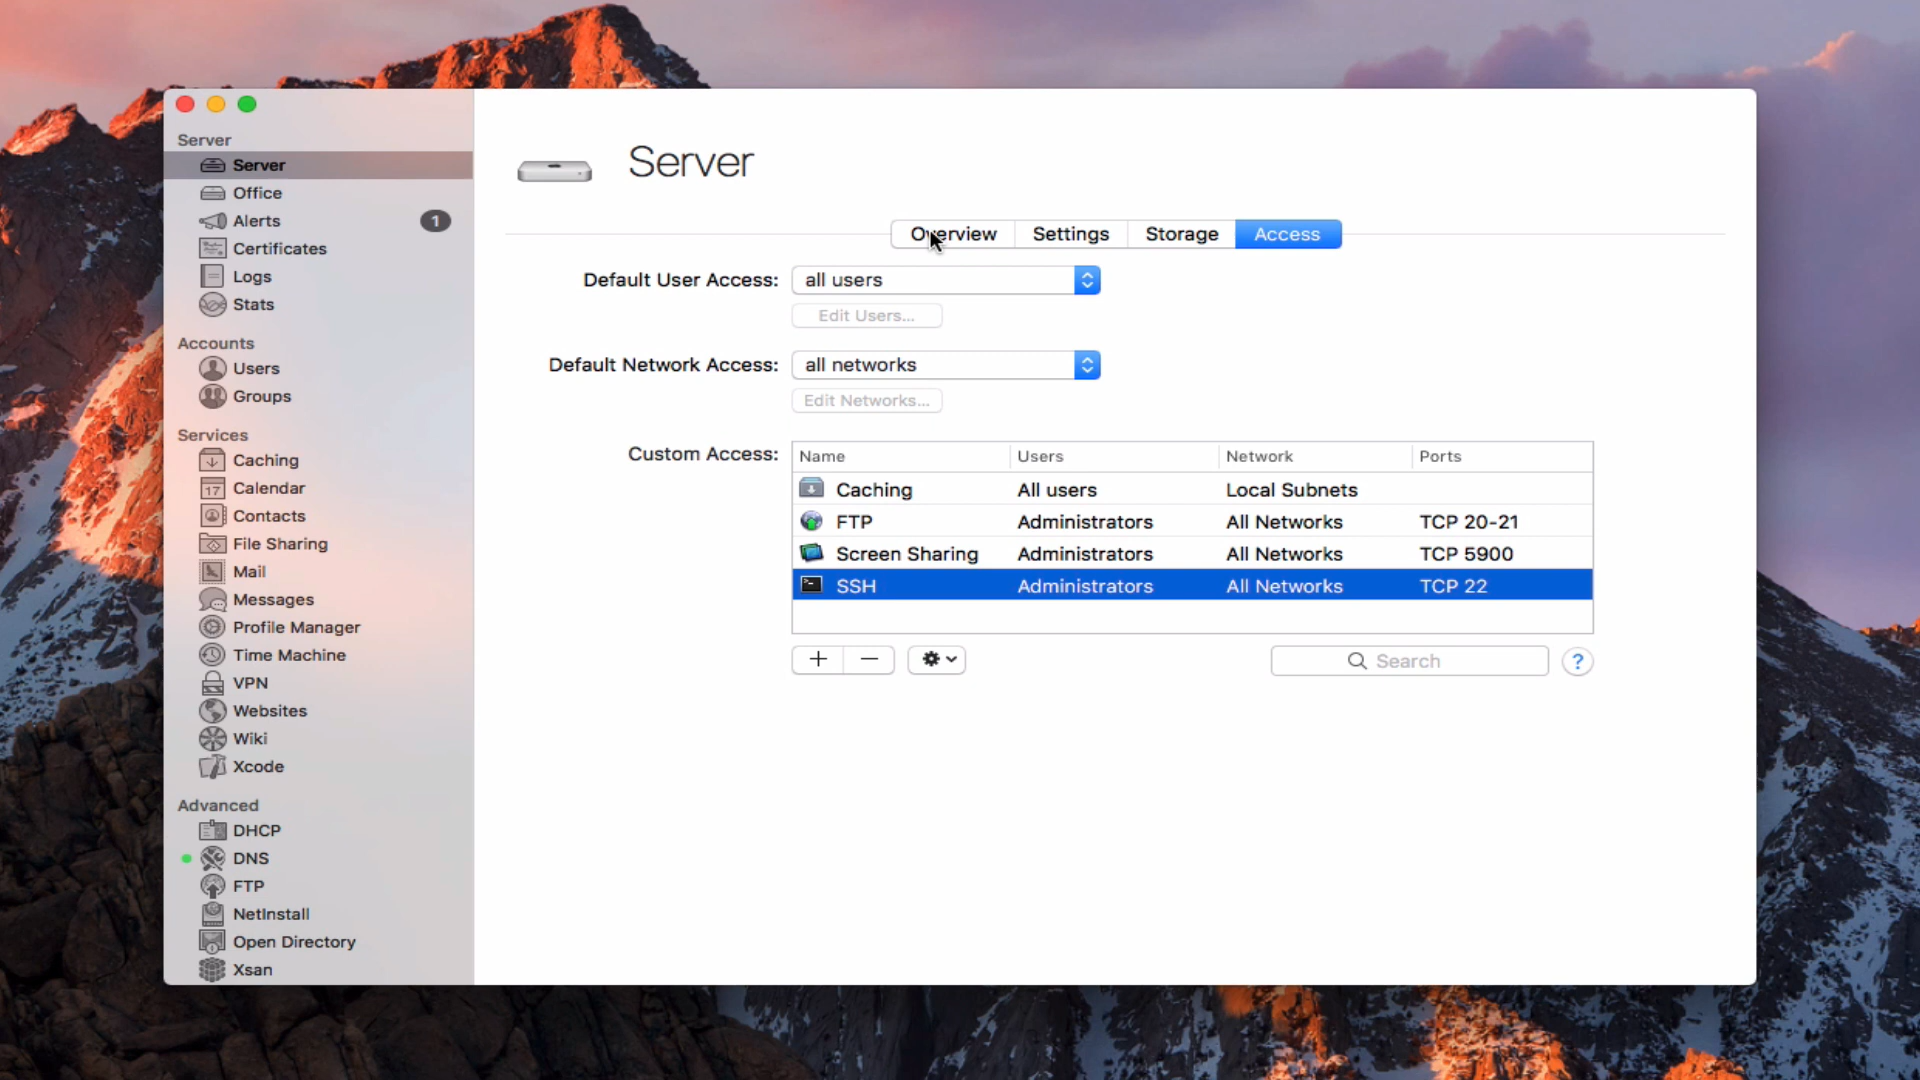 Server
Server
Office
Alerts 1
Certificates
Logs
Stats
Accounts
Users
Groups
Services
Caching
17 Calendar
Contacts
File Sharing
Mail
Messages
Profile Manager
Time Machine
VPN
Websites
Wiki
Xcode
Advanced
DHCP
DNS
FTP
NetInstall
Open Directory
Xsan
Server
Overview Settings Storage Access
Default User Access: all users
Edit Users...
Default Network Access: all networks
Edit Networks...
Custom Access:
Name Users Network Ports
Caching All users Local Subnets
FTP Administrators All Networks TCP 20-21
Screen Sharing Administrators All Networks TCP 5900
SSH Administrators All Networks TCP 22
+ − Search ?